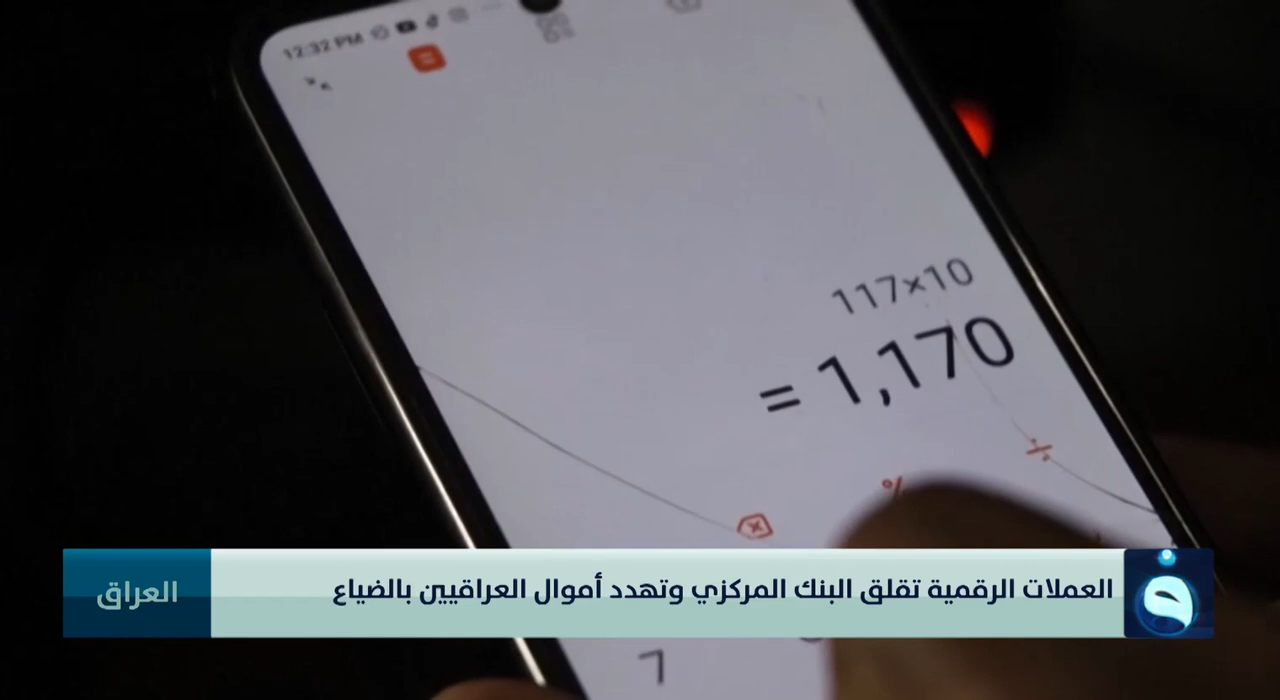 12:32 PM
117×10
= 1,170
÷
%
العملات الرقمية تقلق البنك المركزي وتهدد أموال العراقيين بالضياع
العراق
7